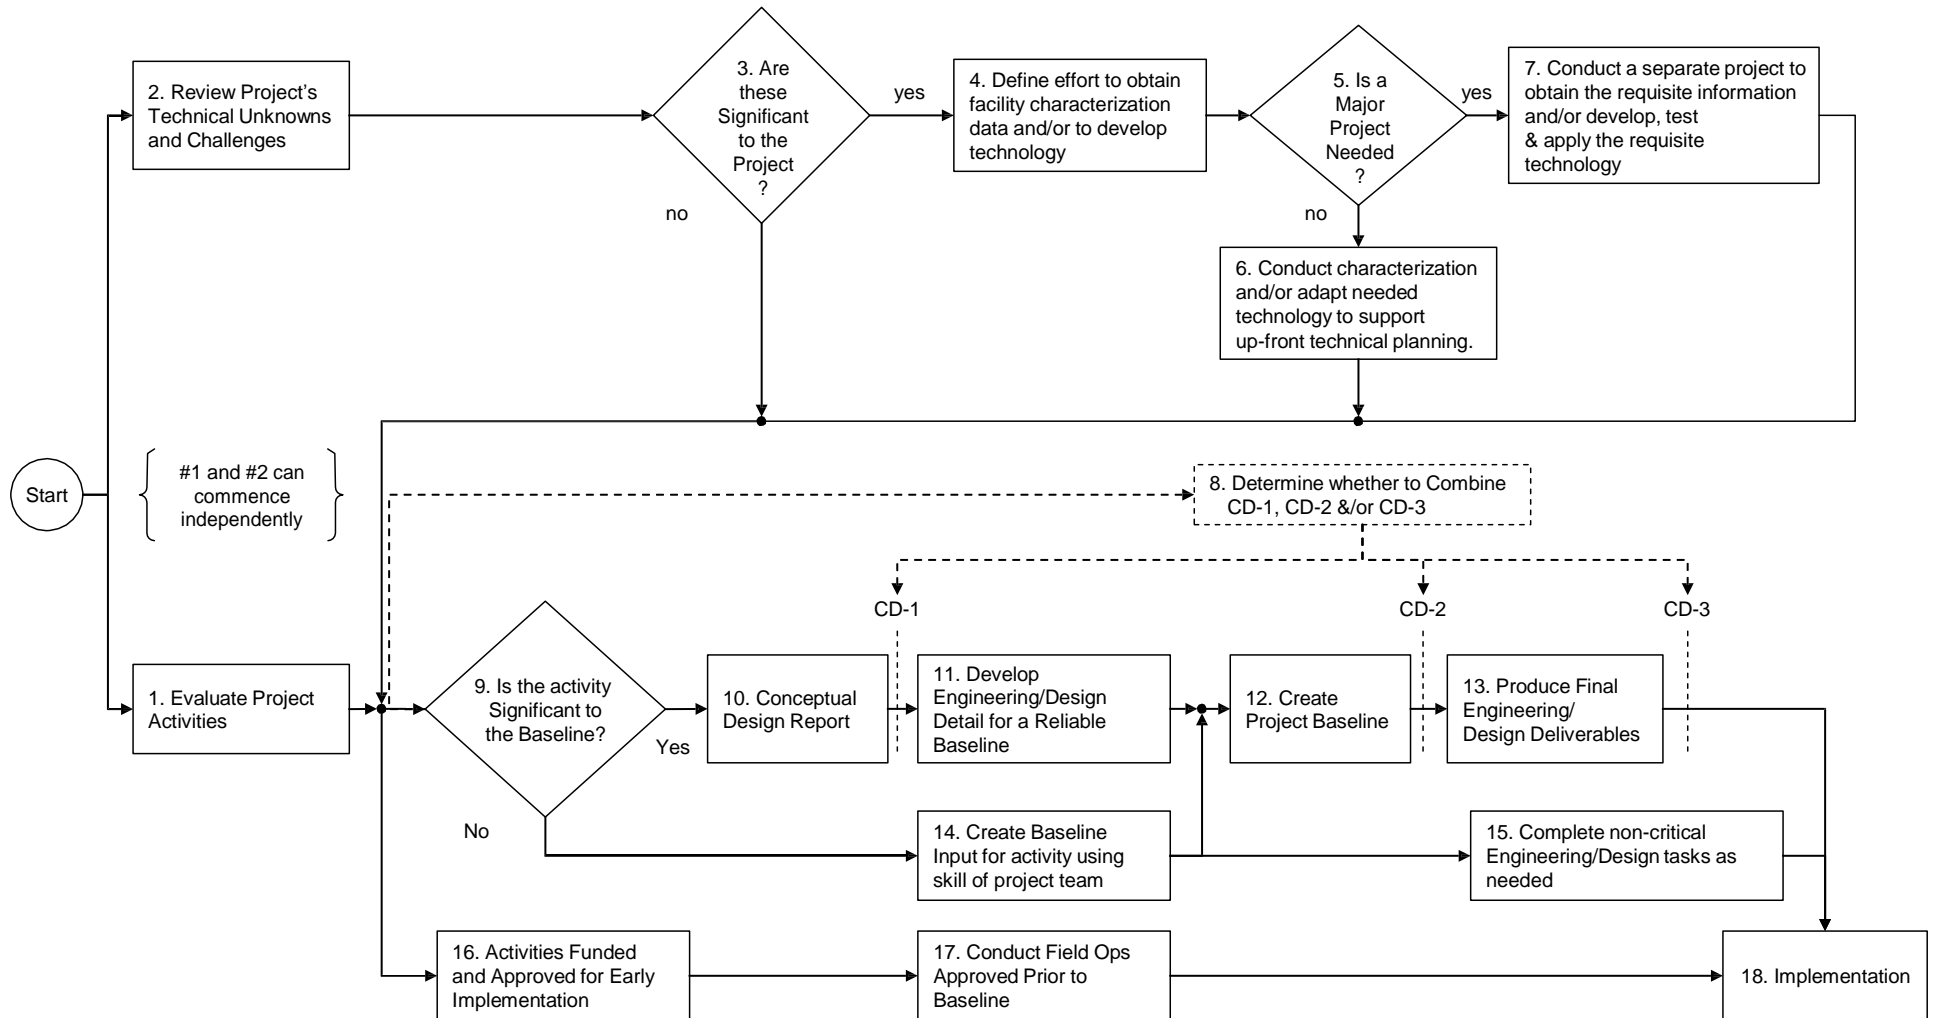 2. Review Project's
Technical Unknowns
and Challenges
3. Are
these
Significant
to the
Project
?
yes
no
4. Define effort to obtain
facility characterization
data and/or to develop
technology
5. Is a
Major
Project
Needed
?
yes
no
7. Conduct a separate project to
obtain the requisite information
and/or develop, test
& apply the requisite
technology
6. Conduct characterization
and/or adapt needed
technology to support
up-front technical planning.
Start
#1 and #2 can
commence
independently
8. Determine whether to Combine
CD-1, CD-2 &/or CD-3
CD-1
CD-2
CD-3
1. Evaluate Project
Activities
9. Is the activity
Significant to
the Baseline?
Yes
No
10. Conceptual
Design Report
11. Develop
Engineering/Design
Detail for a Reliable
Baseline
12. Create
Project Baseline
13. Produce Final
Engineering/
Design Deliverables
14. Create Baseline
Input for activity using
skill of project team
15. Complete non-critical
Engineering/Design tasks as
needed
16. Activities Funded
and Approved for Early
Implementation
17. Conduct Field Ops
Approved Prior to
Baseline
18. Implementation